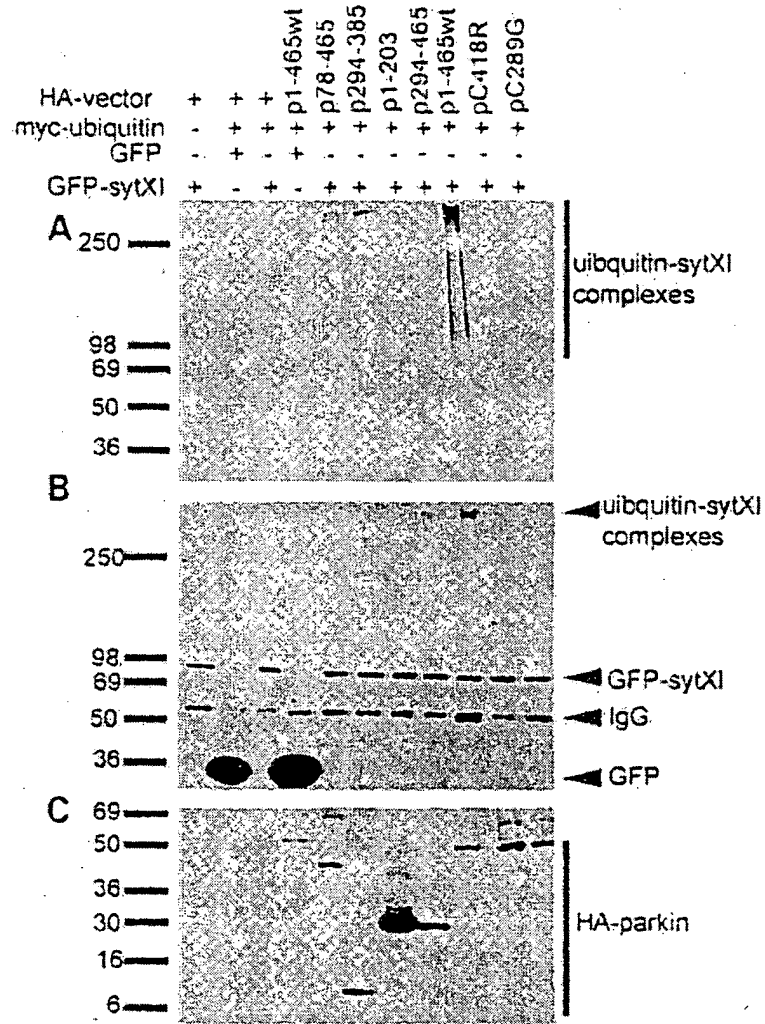 p1-465wt
p78-465
p294-385
p1-203
p294-465
p1-465wt
pC418R
pC289G
HA-vector + + +
myc-ubiquitin - + + + + + + + + + +
GFP - + - + - - - - - -
GFP-sytXI + - + - + + + + + +
A
250
98
69
50
36
uibquitin-sytXI
complexes
B
250
98
69
50
36
uibquitin-sytXI
complexes
GFP-sytXI
IgG
GFP
C
69
50
36
30
16
6
HA-parkin